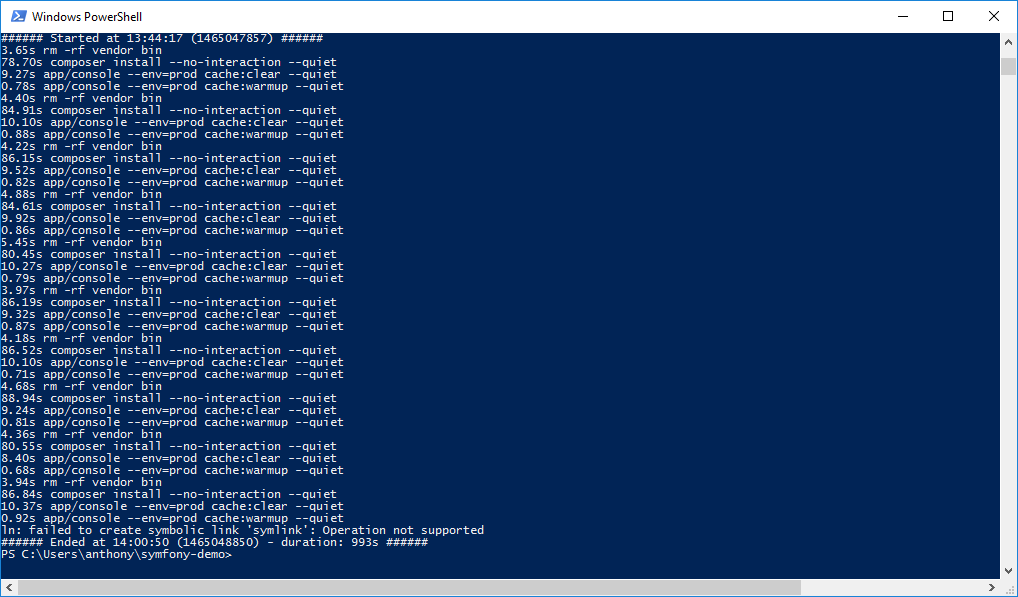 Windows PowerShell
###### Started at 13:44:17 (1465047857) ######
3.65s rm -rf vendor bin
78.70s composer install --no-interaction --quiet
9.27s app/console --env=prod cache:clear --quiet
0.78s app/console --env=prod cache:warmup --quiet
4.40s rm -rf vendor bin
84.91s composer install --no-interaction --quiet
10.10s app/console --env=prod cache:clear --quiet
0.88s app/console --env=prod cache:warmup --quiet
4.22s rm -rf vendor bin
86.15s composer install --no-interaction --quiet
9.52s app/console --env=prod cache:clear --quiet
0.82s app/console --env=prod cache:warmup --quiet
4.88s rm -rf vendor bin
84.61s composer install --no-interaction --quiet
9.92s app/console --env=prod cache:clear --quiet
0.86s app/console --env=prod cache:warmup --quiet
5.45s rm -rf vendor bin
80.45s composer install --no-interaction --quiet
10.27s app/console --env=prod cache:clear --quiet
0.79s app/console --env=prod cache:warmup --quiet
3.97s rm -rf vendor bin
86.19s composer install --no-interaction --quiet
9.32s app/console --env=prod cache:clear --quiet
0.87s app/console --env=prod cache:warmup --quiet
4.18s rm -rf vendor bin
86.52s composer install --no-interaction --quiet
10.10s app/console --env=prod cache:clear --quiet
0.71s app/console --env=prod cache:warmup --quiet
4.68s rm -rf vendor bin
88.94s composer install --no-interaction --quiet
9.24s app/console --env=prod cache:clear --quiet
0.81s app/console --env=prod cache:warmup --quiet
4.36s rm -rf vendor bin
80.55s composer install --no-interaction --quiet
8.40s app/console --env=prod cache:clear --quiet
0.68s app/console --env=prod cache:warmup --quiet
3.94s rm -rf vendor bin
86.84s composer install --no-interaction --quiet
10.37s app/console --env=prod cache:clear --quiet
0.92s app/console --env=prod cache:warmup --quiet
ln: failed to create symbolic link 'symlink': Operation not supported
###### Ended at 14:00:50 (1465048850) - duration: 993s ######
PS C:\Users\anthony\symfony-demo>